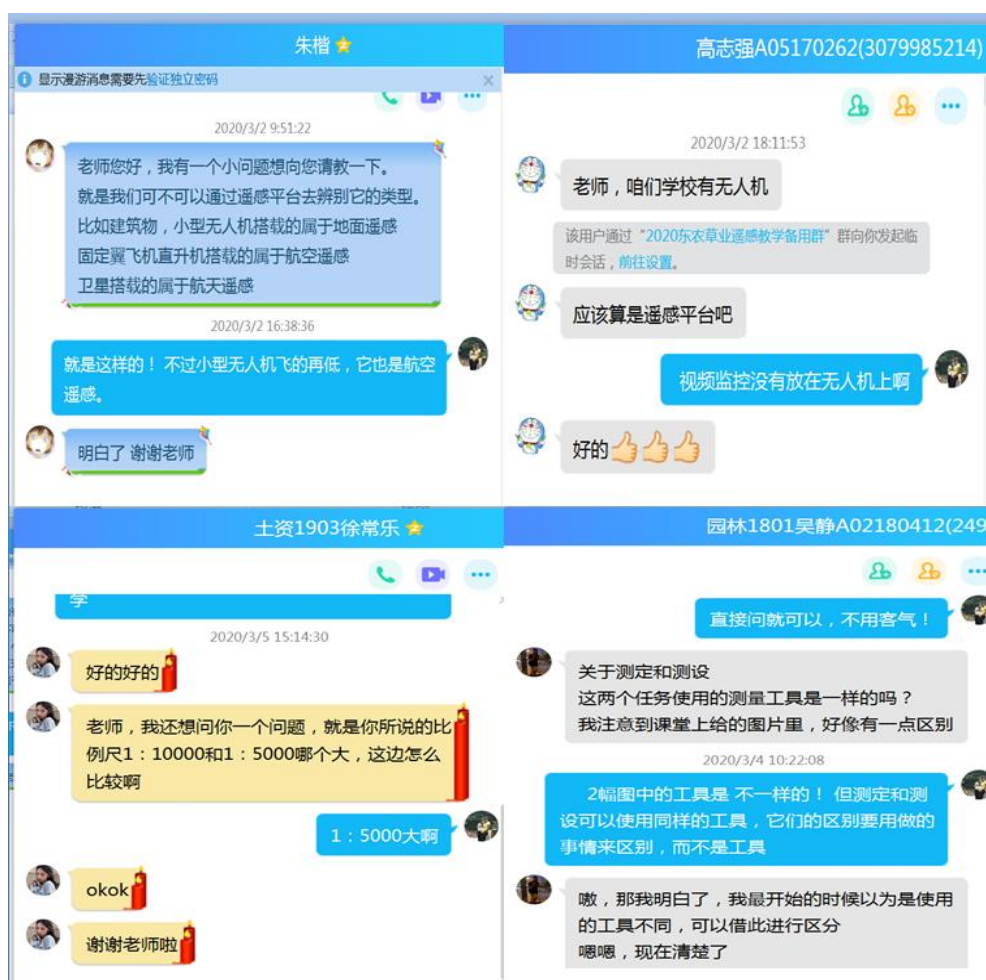 朱楷
显示漫游消息需要先验证独立密码
2020/3/2 9:51:22
老师您好，我有一个小问题想向您请教一下。
就是我们可不可以通过遥感平台去辨别它的类型。
比如建筑物，小型无人机搭载的属于地面遥感
固定翼飞机直升机搭载的属于航空遥感
卫星搭载的属于航天遥感
2020/3/2 16:38:36
就是这样的！不过小型无人机飞的再低，它也是航空
遥感。
明白了 谢谢老师
高志强A05170262(3079985214)
2020/3/2 18:11:53
老师，咱们学校有无人机
该用户通过“2020东农草业遥感教学备用群”群向你发起临
时会话，前往设置。
应该算是遥感平台吧
视频监控没有放在无人机上啊
好的👍👍👍
土资1903徐常乐
学
2020/3/5 15:14:30
好的好的
老师，我还想问你一个问题，就是你所说的比
例尺1：10000和1：5000哪个大，这边怎么
比较啊
1：5000大啊
okok
谢谢老师啦
园林1801吴静A02180412(249
直接问就可以，不用客气！
关于测定和测设
这两个任务使用的测量工具是一样的吗？
我注意到课堂上给的图片里，好像有一点区别
2020/3/4 10:22:08
2幅图中的工具是 不一样的！ 但测定和测
设可以使用同样的工具，它们的区别要用做的
事情来区别，而不是工具
嗷，那我明白了，我最开始的时候以为是使用
的工具不同，可以借此进行区分
嗯嗯，现在清楚了